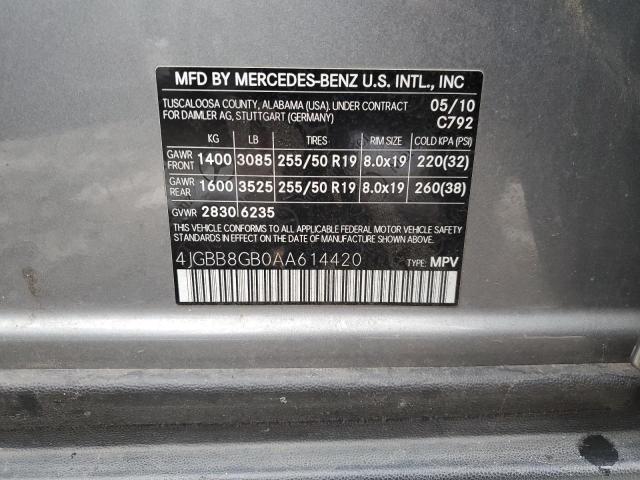 MFD BY MERCEDES-BENZ U.S. INTL., INC
TUSCALOOSA COUNTY, ALABAMA (USA). UNDER CONTRACT 05/10
FOR DAIMLER AG, STUTTGART (GERMANY) C792
KG LB TIRES RIM SIZE COLD KPA (PSI)
GAWR FRONT 1400 3085 255/50 R19 8.0x19 220(32)
GAWR REAR 1600 3525 255/50 R19 8.0x19 260(38)
GVWR 2830 6235
THIS VEHICLE CONFORMS TO ALL APPLICABLE FEDERAL MOTOR VEHICLE SAFETY
STANDARDS IN EFFECT ON THE DATE OF MANUFACTURE SHOWN ABOVE.
4JGBB8GB0AA614420 TYPE: MPV